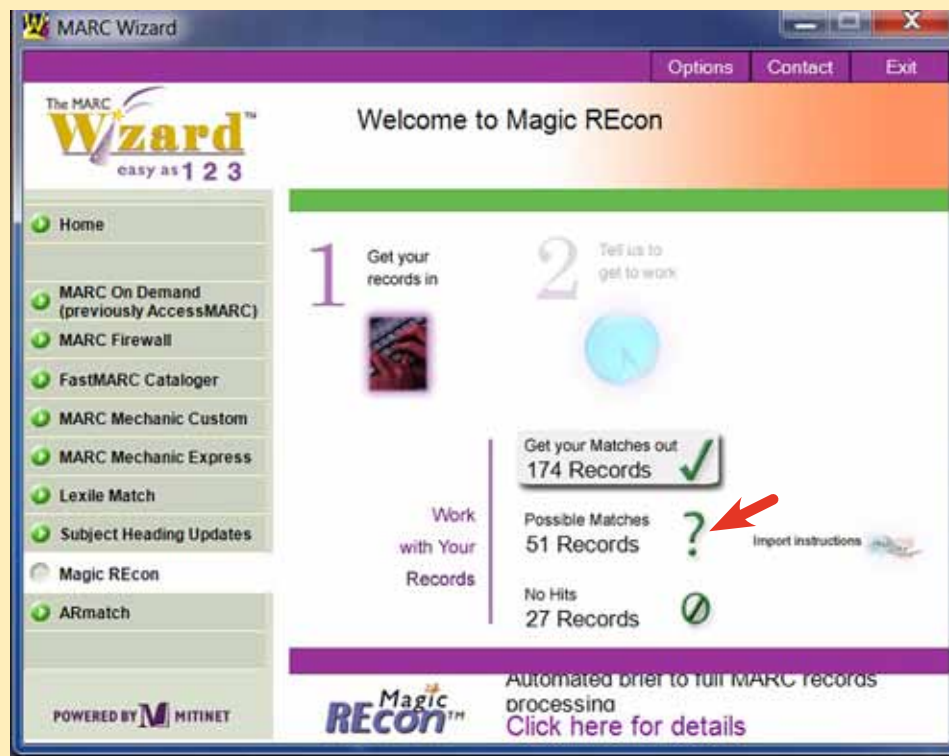 MARC Wizard
Options Contact Exit
The MARC
Wizard™
easy as 1 2 3
Welcome to Magic REcon
Home
MARC On Demand
(previously AccessMARC)
MARC Firewall
FastMARC Cataloger
MARC Mechanic Custom
MARC Mechanic Express
Lexile Match
Subject Heading Updates
Magic REcon
ARmatch
POWERED BY MITINET
1 Get your
records in
2 Tell us to
get to work
Work
with Your
Records
Get your Matches out
174 Records
Possible Matches
51 Records ?
Import instructions
No Hits
27 Records
Magic
REcon™
Automated brief to full MARC records
processing
Click here for details